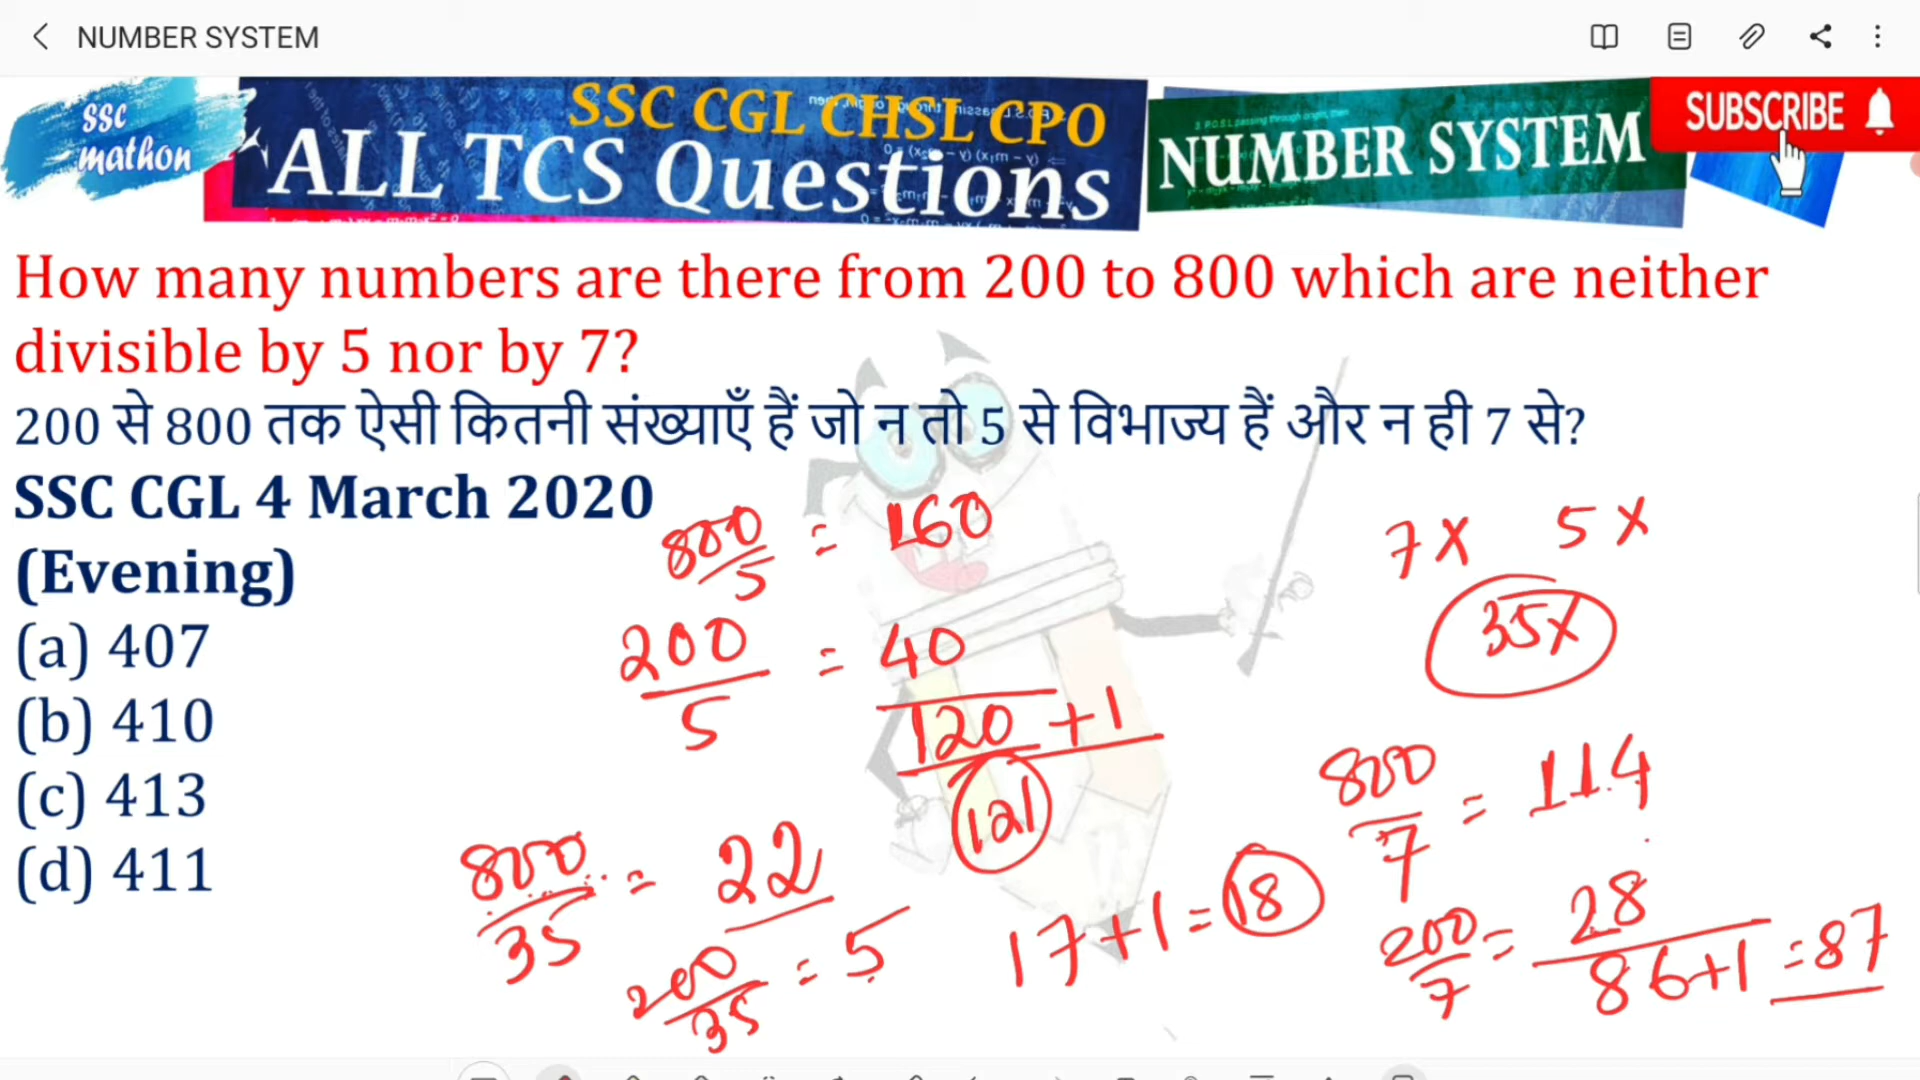 NUMBER SYSTEM
SSC
mathon
SSC CGL CHSL CPO
ALL TCS Questions
NUMBER SYSTEM
SUBSCRIBE
How many numbers are there from 200 to 800 which are neither
divisible by 5 nor by 7?
200 से 800 तक ऐसी कितनी संख्याएँ हैं जो न तो 5 से विभाज्य हैं और न ही 7 से?
SSC CGL 4 March 2020
(Evening)
(a) 407
(b) 410
(c) 413
(d) 411
800/5 = 160
200/5 = 40
120 + 1
121
7x 5x
35x
800/7 = 114
200/7 = 28
86+1 = 87
800/35 = 22
200/35 = 5
17+1 = 18